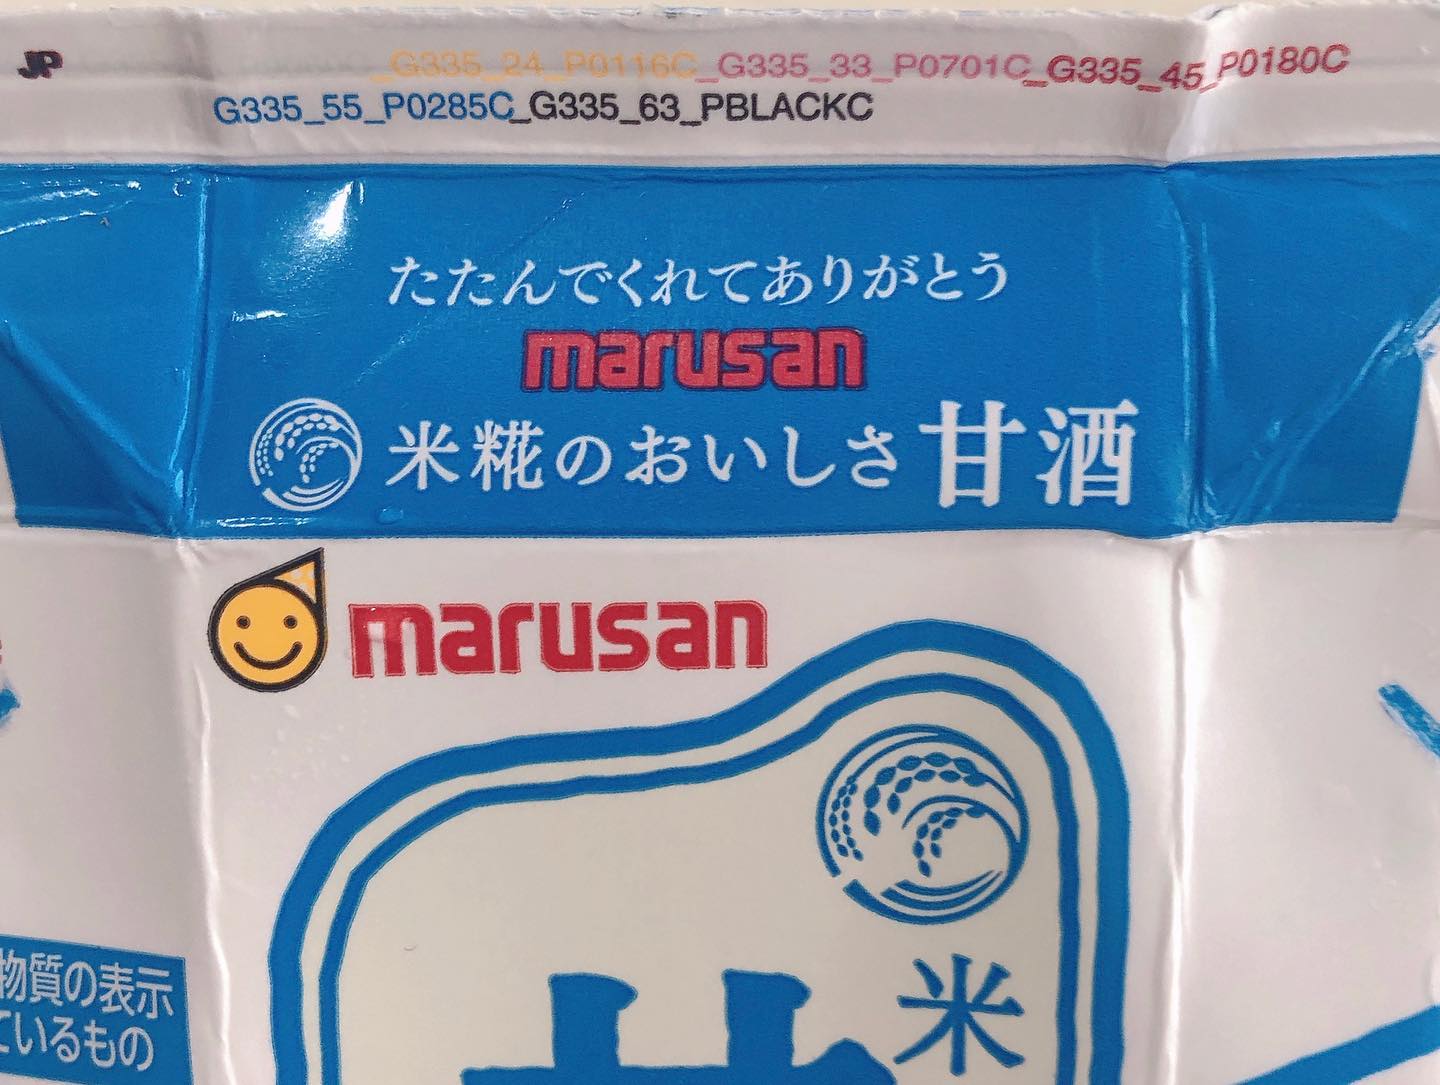 JP
_G335_24_P0116C_G335_33_P0701C_G335_45_P0180C
G335_55_P0285C_G335_63_PBLACKC
たたんでくれてありがとう
marusan
米糀のおいしさ甘酒
marusan
米
甘
物質の表示
ているもの